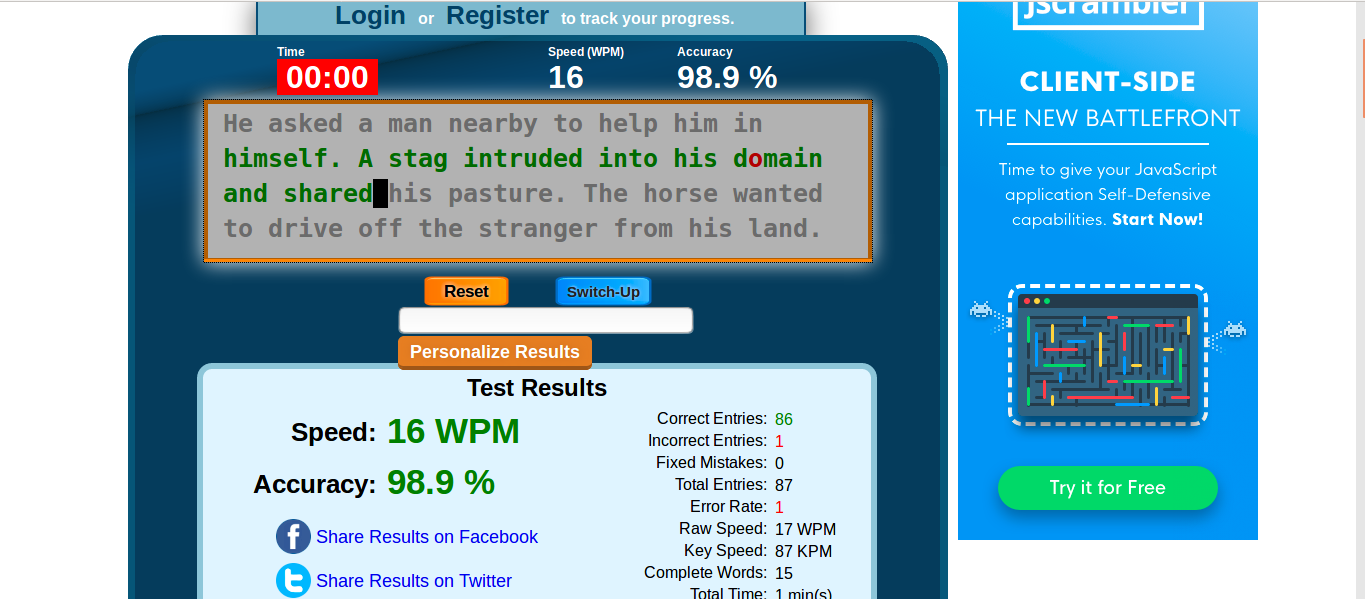 Login or Register to track your progress.
Time
00:00
Speed (WPM)
16
Accuracy
98.9 %
He asked a man nearby to help him in
himself. A stag intruded into his domain
and shared his pasture. The horse wanted
to drive off the stranger from his land.
Reset
Switch-Up
Personalize Results
Test Results
Speed: 16 WPM
Accuracy: 98.9 %
Share Results on Facebook
Share Results on Twitter
Correct Entries: 86
Incorrect Entries: 1
Fixed Mistakes: 0
Total Entries: 87
Error Rate: 1
Raw Speed: 17 WPM
Key Speed: 87 KPM
Complete Words: 15
Total Time: 1 min(s)
jscrambler
CLIENT-SIDE
THE NEW BATTLEFRONT
Time to give your JavaScript
application Self-Defensive
capabilities. Start Now!
Try it for Free